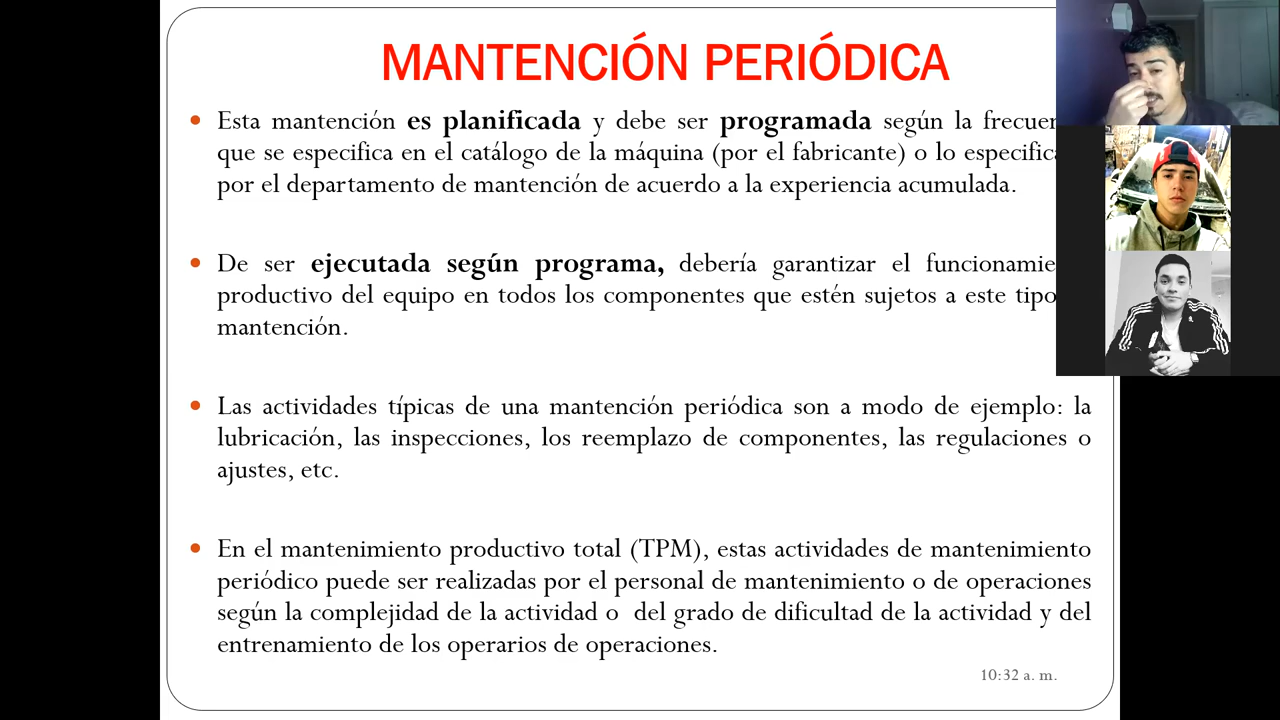 MANTENCIÓN PERIÓDICA
• Esta mantención es planificada y debe ser programada según la
que se especifica en el catálogo de la máquina (por el fabricante) o lo
por el departamento de mantención de acuerdo a la experiencia acumulada.
• De ser ejecutada según programa, debería garantizar el
productivo del equipo en todos los componentes que estén sujetos a este tipo
mantención.
• Las actividades típicas de una mantención periódica son a modo de ejemplo: la
lubricación, las inspecciones, los reemplazo de componentes, las regulaciones o
ajustes, etc.
• En el mantenimiento productivo total (TPM), estas actividades de mantenimiento
periódico puede ser realizadas por el personal de mantenimiento o de operaciones
según la complejidad de la actividad o del grado de dificultad de la actividad y del
entrenamiento de los operarios de operaciones.
10:32 a. m.